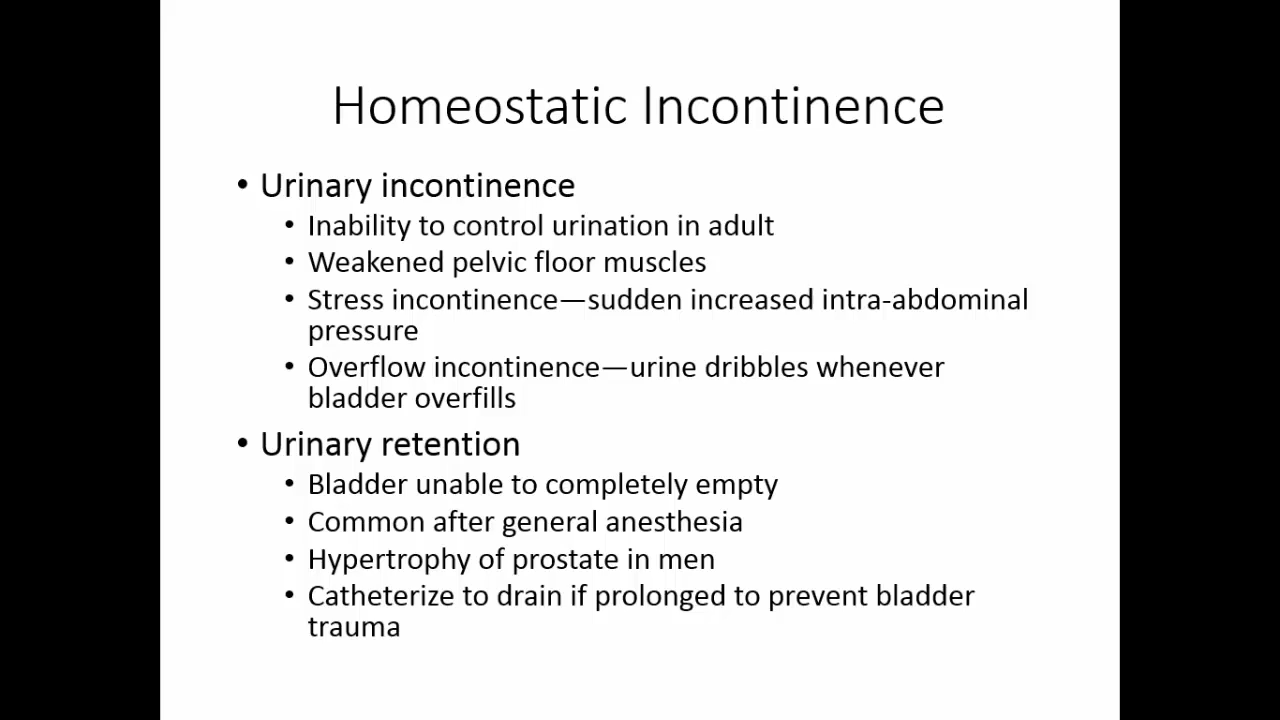 Homeostatic Incontinence
• Urinary incontinence
• Inability to control urination in adult
• Weakened pelvic floor muscles
• Stress incontinence—sudden increased intra-abdominal
pressure
• Overflow incontinence—urine dribbles whenever
bladder overfills
• Urinary retention
• Bladder unable to completely empty
• Common after general anesthesia
• Hypertrophy of prostate in men
• Catheterize to drain if prolonged to prevent bladder
trauma